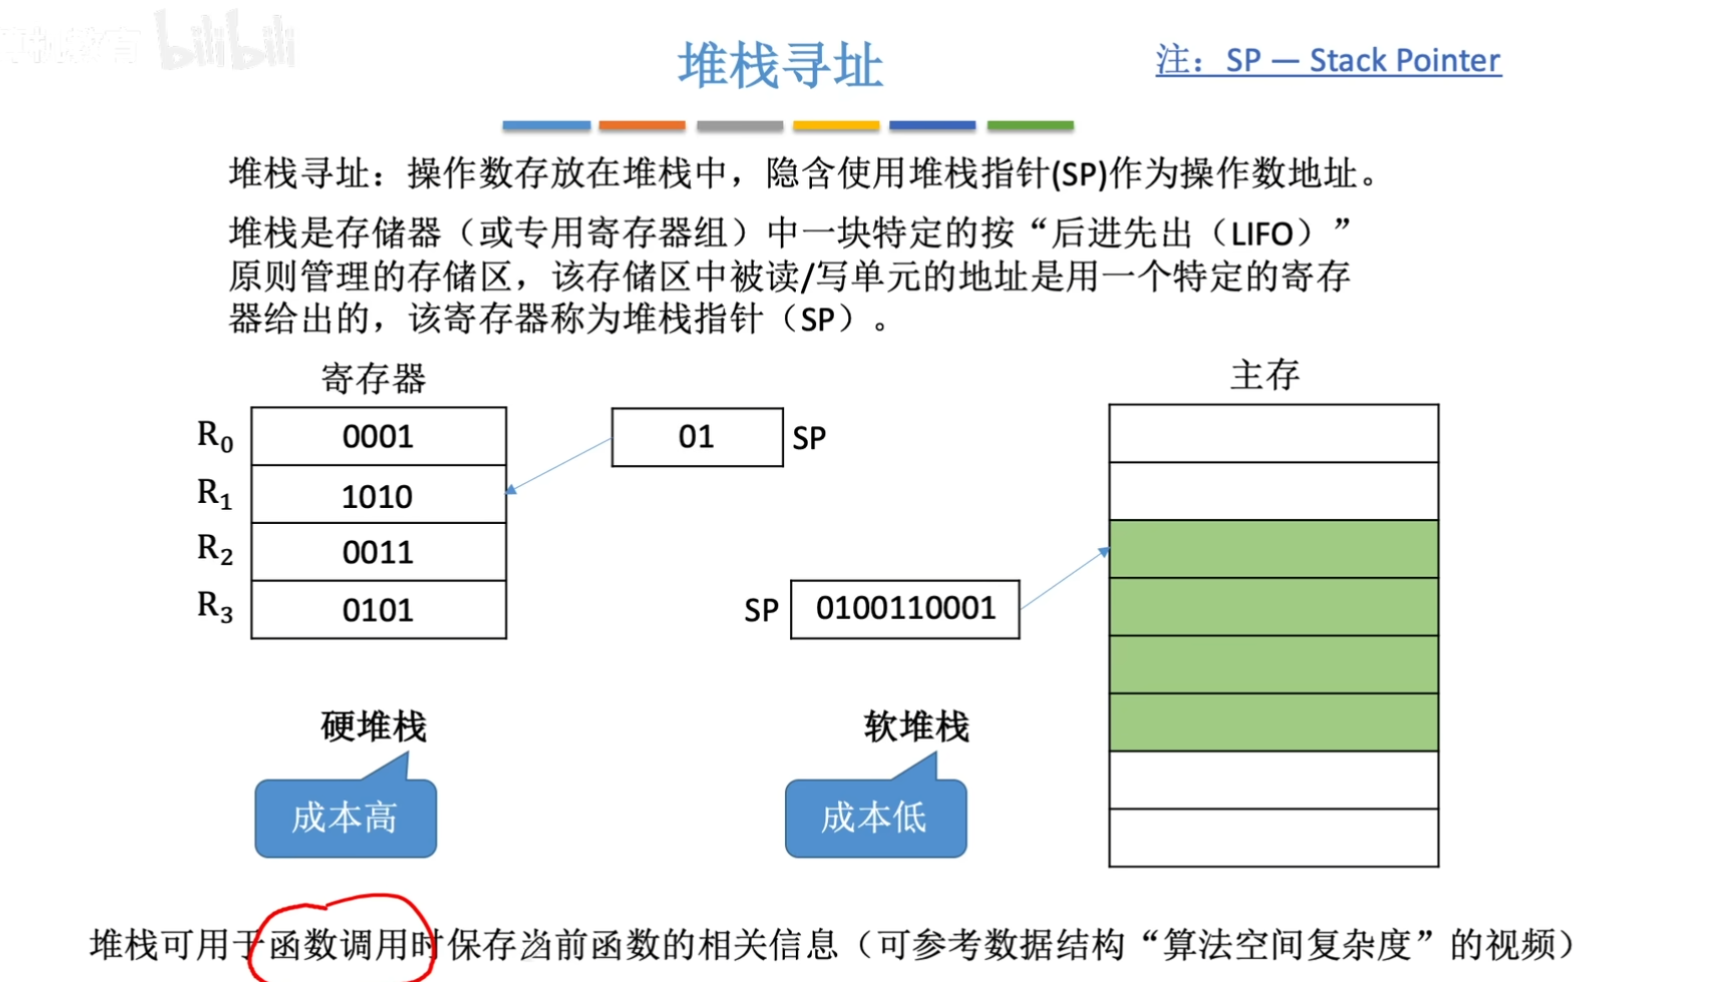 bilibili
堆栈寻址
注：SP — Stack Pointer
堆栈寻址：操作数存放在堆栈中，隐含使用堆栈指针(SP)作为操作数地址。
堆栈是存储器（或专用寄存器组）中一块特定的按“后进先出（LIFO）”
原则管理的存储区，该存储区中被读/写单元的地址是用一个特定的寄存
器给出的，该寄存器称为堆栈指针（SP）。
寄存器
主存
R0 0001
01 SP
R1 1010
R2 0011
R3 0101
SP 0100110001
硬堆栈
软堆栈
成本高
成本低
堆栈可用于函数调用时保存当前函数的相关信息（可参考数据结构“算法空间复杂度”的视频）